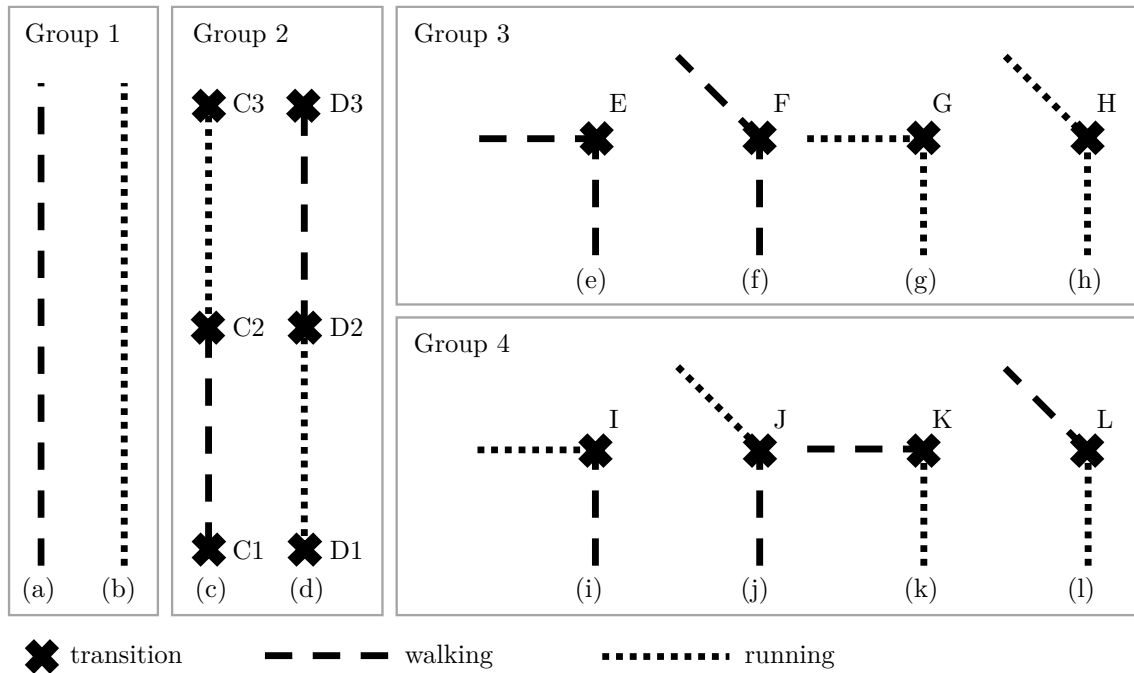 Group 1
(a) (b)
Group 2
C3 D3
C2 D2
C1 D1
(c) (d)
Group 3
E F G H
(e) (f) (g) (h)
Group 4
I J K L
(i) (j) (k) (l)
transition walking running